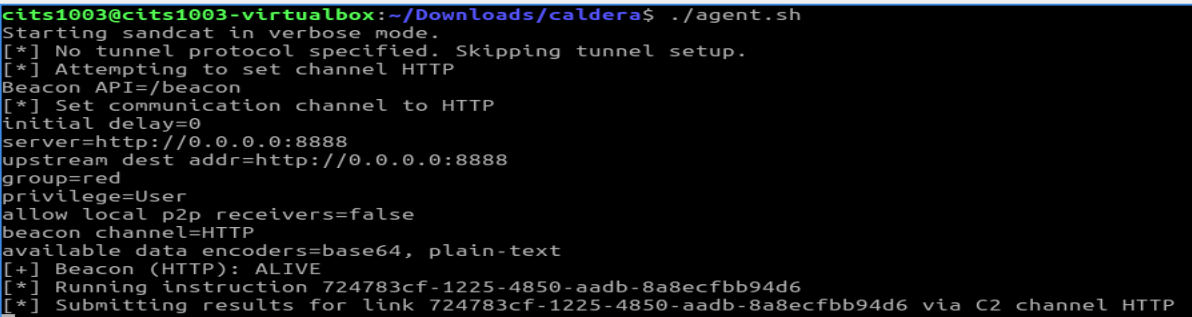 cits1003@cits1003-virtualbox:~/Downloads/caldera$ ./agent.sh
Starting sandcat in verbose mode.
[*] No tunnel protocol specified. Skipping tunnel setup.
[*] Attempting to set channel HTTP
Beacon API=/beacon
[*] Set communication channel to HTTP
initial delay=0
server=http://0.0.0.0:8888
upstream dest addr=http://0.0.0.0:8888
group=red
privilege=User
allow local p2p receivers=false
beacon channel=HTTP
available data encoders=base64, plain-text
[+] Beacon (HTTP): ALIVE
[*] Running instruction 724783cf-1225-4850-aadb-8a8ecfbb94d6
[*] Submitting results for link 724783cf-1225-4850-aadb-8a8ecfbb94d6 via C2 channel HTTP